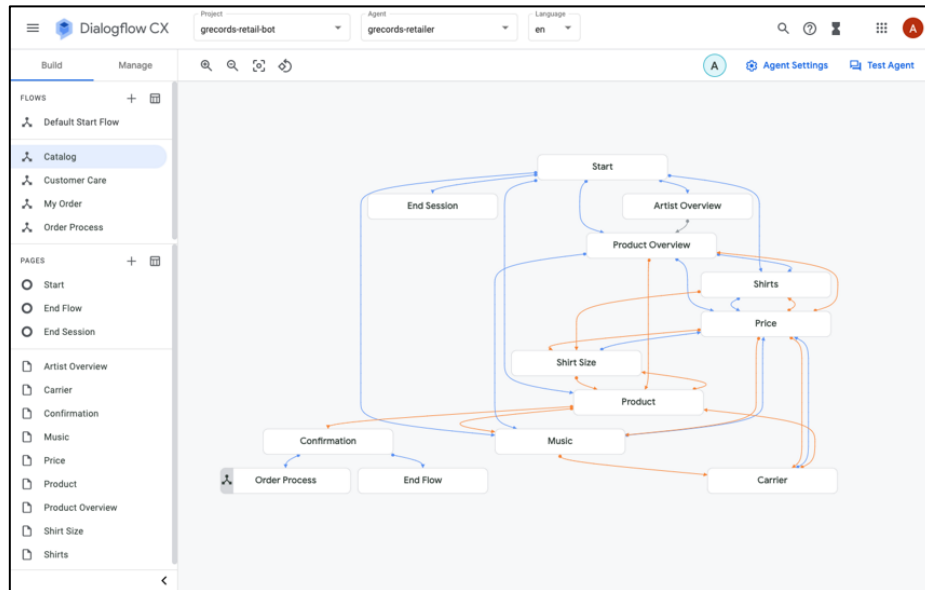 Dialogflow CX
Project
grecords-retail-bot
Agent
grecords-retailer
Language
en
A
Build
Manage
A
Agent Settings
Test Agent
FLOWS
Default Start Flow
Catalog
Customer Care
My Order
Order Process
PAGES
Start
End Flow
End Session
Artist Overview
Carrier
Confirmation
Music
Price
Product
Product Overview
Shirt Size
Shirts
Start
End Session
Artist Overview
Product Overview
Shirts
Price
Shirt Size
Product
Confirmation
Music
Order Process
End Flow
Carrier